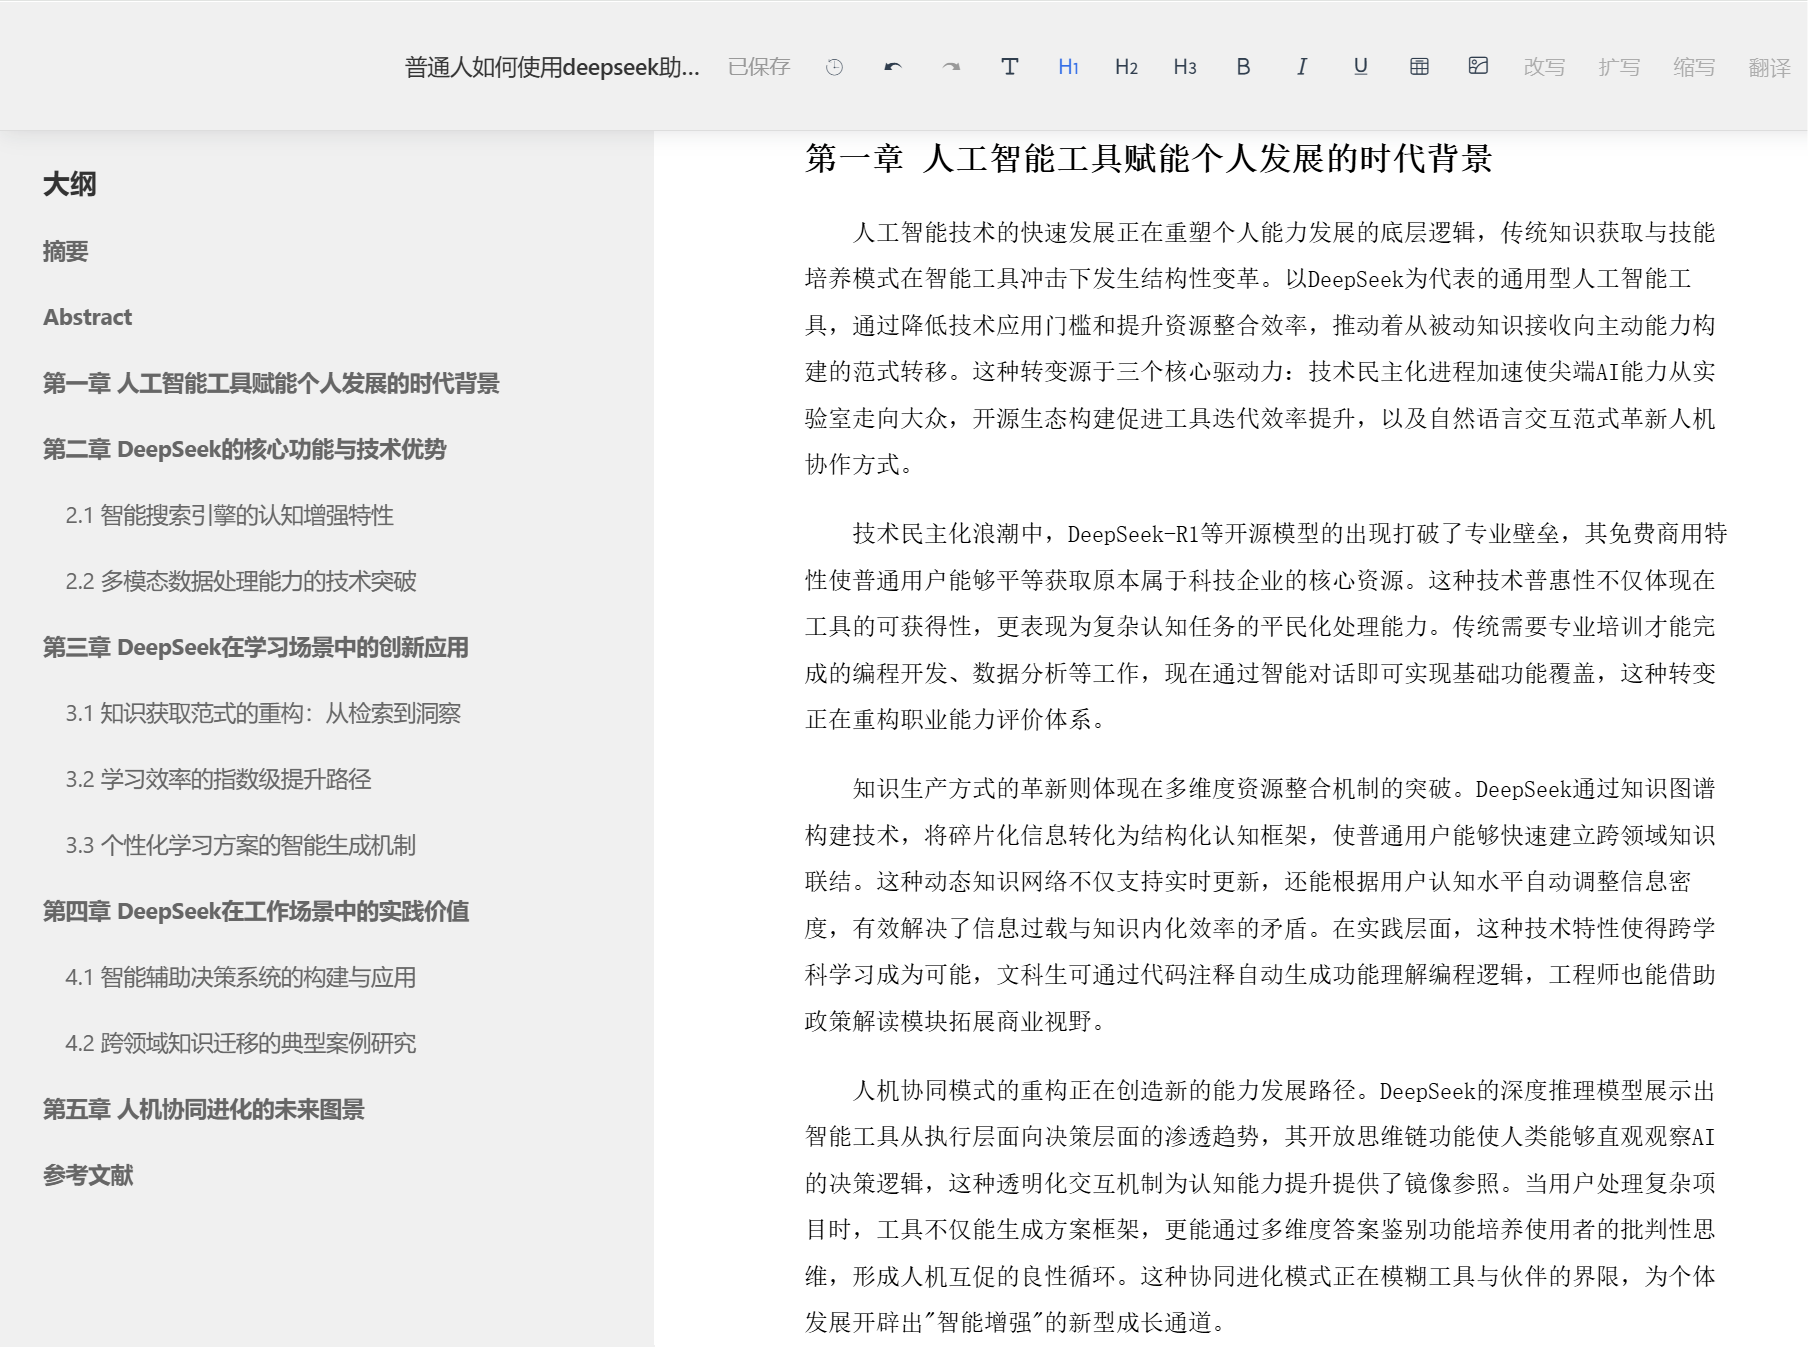 普通人如何使用deepseek助... 已保存 T H1 H2 H3 B I U 改写 扩写 缩写 翻译
大纲
摘要
Abstract
第一章 人工智能工具赋能个人发展的时代背景
第二章 DeepSeek的核心功能与技术优势
2.1 智能搜索引擎的认知增强特性
2.2 多模态数据处理能力的技术突破
第三章 DeepSeek在学习场景中的创新应用
3.1 知识获取范式的重构：从检索到洞察
3.2 学习效率的指数级提升路径
3.3 个性化学习方案的智能生成机制
第四章 DeepSeek在工作场景中的实践价值
4.1 智能辅助决策系统的构建与应用
4.2 跨领域知识迁移的典型案例研究
第五章 人机协同进化的未来图景
参考文献
第一章 人工智能工具赋能个人发展的时代背景
人工智能技术的快速发展正在重塑个人能力发展的底层逻辑，传统知识获取与技能
培养模式在智能工具冲击下发生结构性变革。以DeepSeek为代表的通用型人工智能工
具，通过降低技术应用门槛和提升资源整合效率，推动着从被动知识接收向主动能力构
建的范式转移。这种转变源于三个核心驱动力：技术民主化进程加速使尖端AI能力从实
验室走向大众，开源生态构建促进工具迭代效率提升，以及自然语言交互范式革新人机
协作方式。
技术民主化浪潮中，DeepSeek-R1等开源模型的出现打破了专业壁垒，其免费商用特
性使普通用户能够平等获取原本属于科技企业的核心资源。这种技术普惠性不仅体现在
工具的可获得性，更表现为复杂认知任务的平民化处理能力。传统需要专业培训才能完
成的编程开发、数据分析等工作，现在通过智能对话即可实现基础功能覆盖，这种转变
正在重构职业能力评价体系。
知识生产方式的革新则体现在多维度资源整合机制的突破。DeepSeek通过知识图谱
构建技术，将碎片化信息转化为结构化认知框架，使普通用户能够快速建立跨领域知识
联结。这种动态知识网络不仅支持实时更新，还能根据用户认知水平自动调整信息密
度，有效解决了信息过载与知识内化效率的矛盾。在实践层面，这种技术特性使得跨学
科学习成为可能，文科生可通过代码注释自动生成功能理解编程逻辑，工程师也能借助
政策解读模块拓展商业视野。
人机协同模式的重构正在创造新的能力发展路径。DeepSeek的深度推理模型展示出
智能工具从执行层面向决策层面的渗透趋势，其开放思维链功能使人类能够直观观察AI
的决策逻辑，这种透明化交互机制为认知能力提升提供了镜像参照。当用户处理复杂项
目时，工具不仅能生成方案框架，更能通过多维度答案鉴别功能培养使用者的批判性思
维，形成人机互促的良性循环。这种协同进化模式正在模糊工具与伙伴的界限，为个体
发展开辟出"智能增强"的新型成长通道。